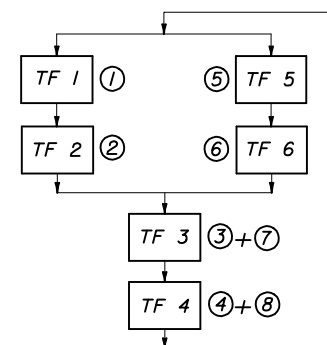 TF 1 ① ⑤ TF 5
TF 2 ② ⑥ TF 6
TF 3 ③+⑦
TF 4 ④+⑧